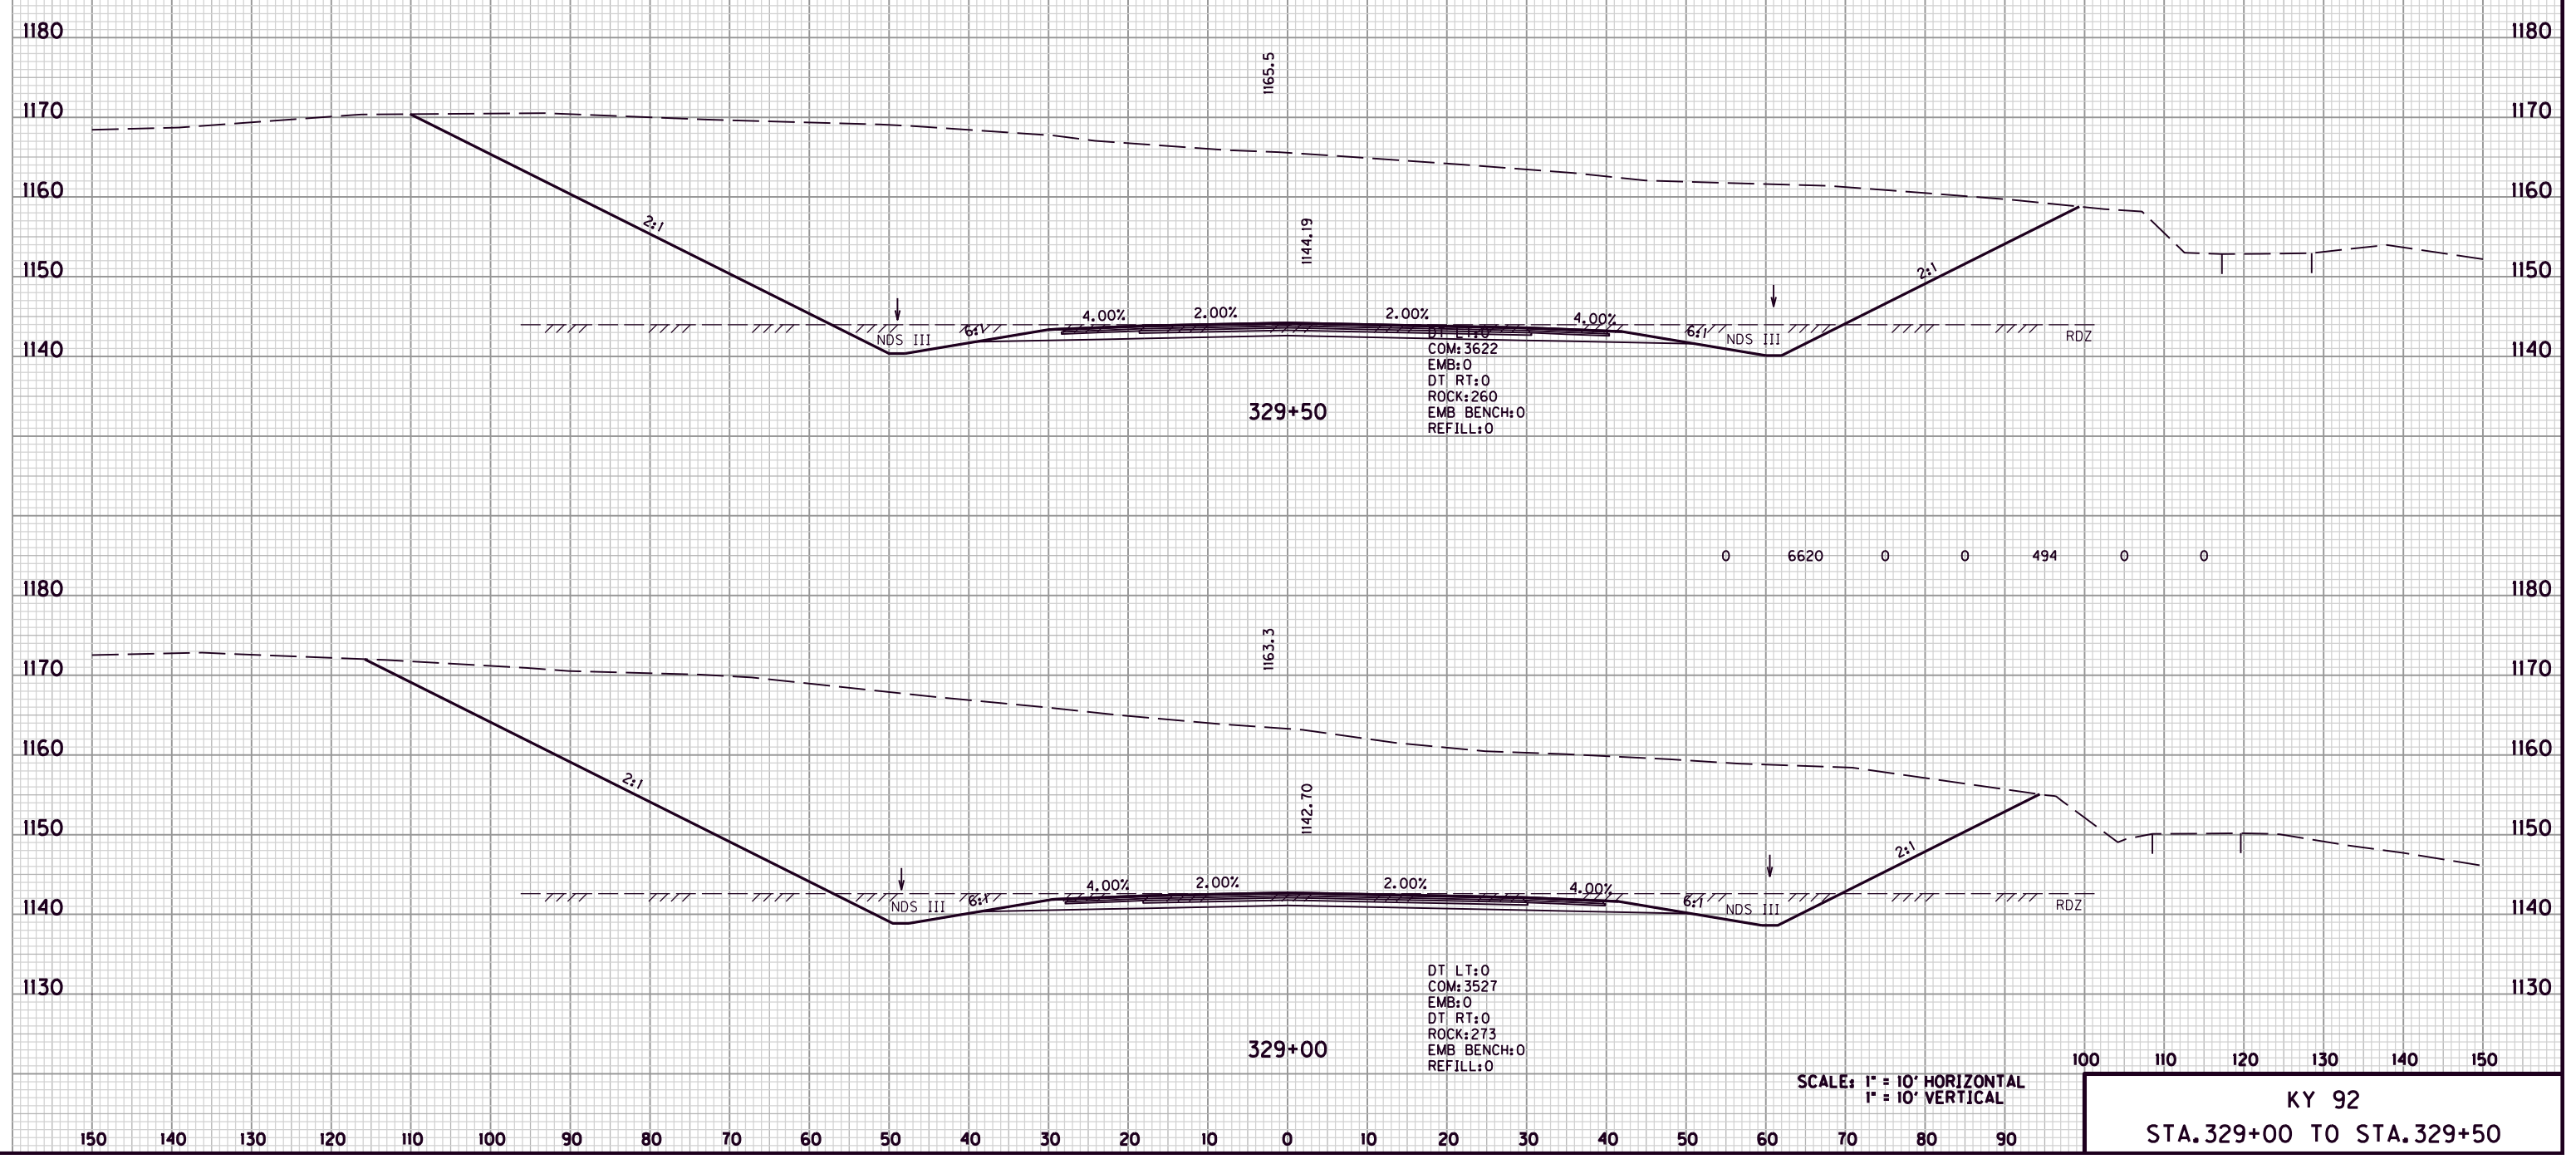 1180 1180
1165.5
1170 1170
1160 1160
2:1
1144.19
1150 2:1 1150
4.00% 2.00% 2.00% 4.00%
6:1 6:1
NDS III NDS III RDZ
1140 1140
DT LT:0
COM:3622
EMB:0
DT RT:0
ROCK:260
EMB BENCH:0
REFILL:0
329+50
0 6620 0 0 494 0 0
1180 1180
1163.3
1170 1170
1160 1160
2:1
1142.70
1150 1150
2:1
4.00% 2.00% 2.00% 4.00%
6:1 6:1
NDS III NDS III RDZ
1140 1140
DT LT:0
COM:3527
EMB:0
DT RT:0
ROCK:273
EMB BENCH:0
REFILL:0
1130 1130
329+00
100 110 120 130 140 150
SCALE: 1" = 10' HORIZONTAL
1" = 10' VERTICAL
KY 92
STA.329+00 TO STA.329+50
150 140 130 120 110 100 90 80 70 60 50 40 30 20 10 0 10 20 30 40 50 60 70 80 90